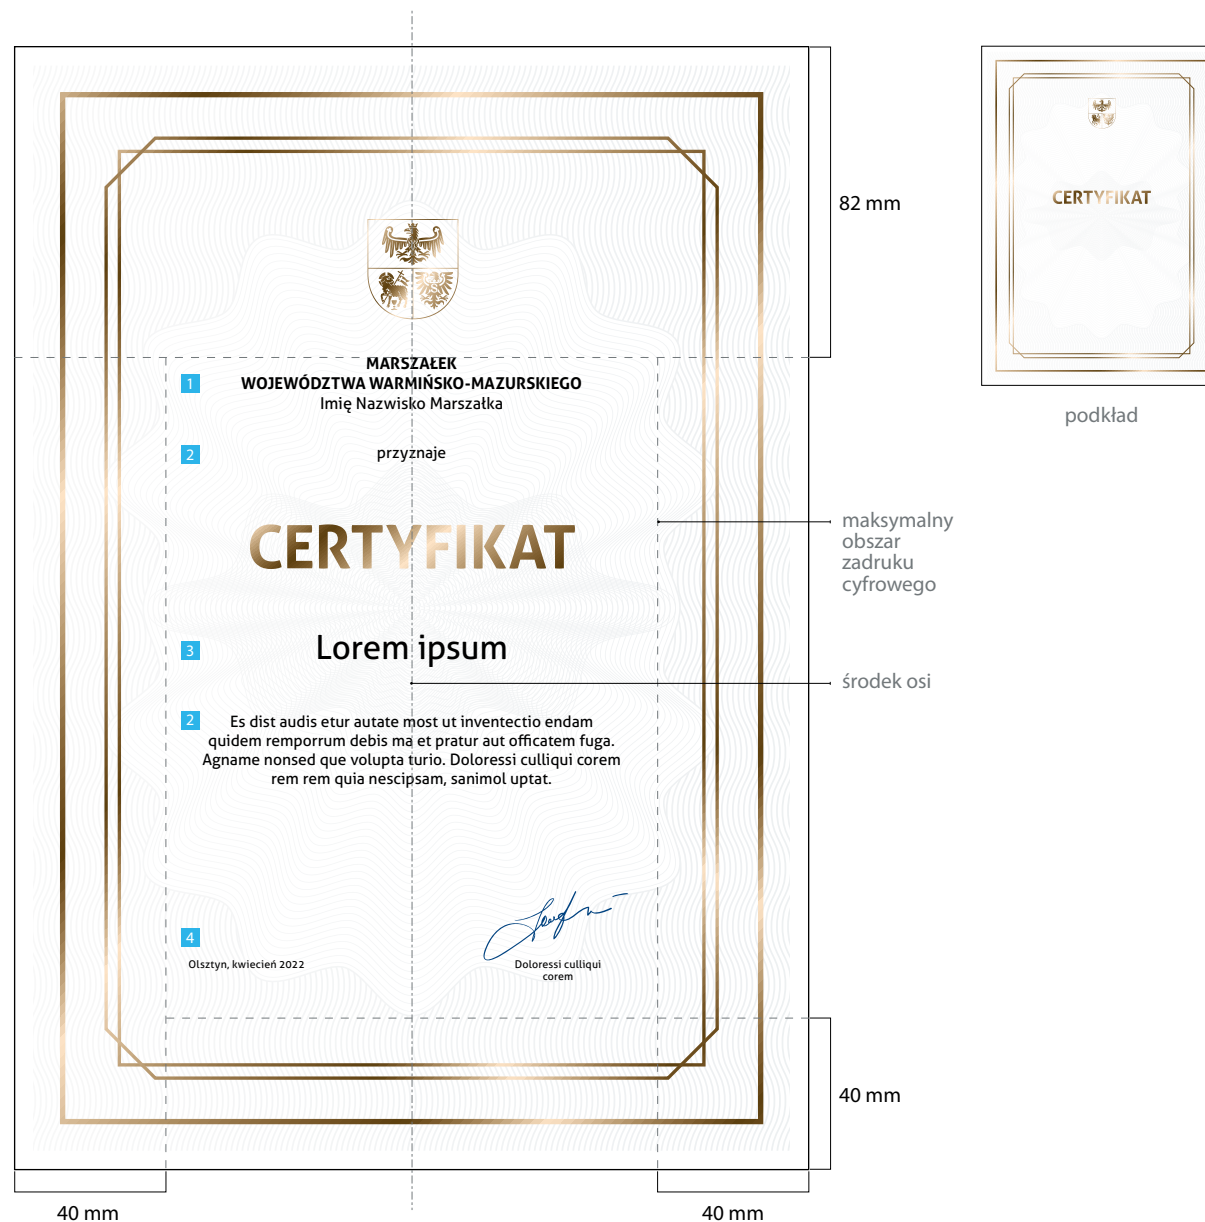 82 mm
CERTYFIKAT
podkład
MARSZAŁEK
1
WOJEWÓDZTWA WARMIŃSKO-MAZURSKIEGO
Imię Nazwisko Marszałka
2
przyznaje
CERTYFIKAT
maksymalny
obszar
zadruku
cyfrowego
3
Lorem ipsum
środek osi
2
Es dist audis etur autate most ut inventectio endam
quidem remporrum debis ma et pratur aut officatem fuga.
Agname nonsed que volupta turio. Doloressi culliqui corem
rem rem quia nescipsam, sanimol uptat.
4
Olsztyn, kwiecień 2022
Doloressi culliqui
corem
40 mm
40 mm
40 mm